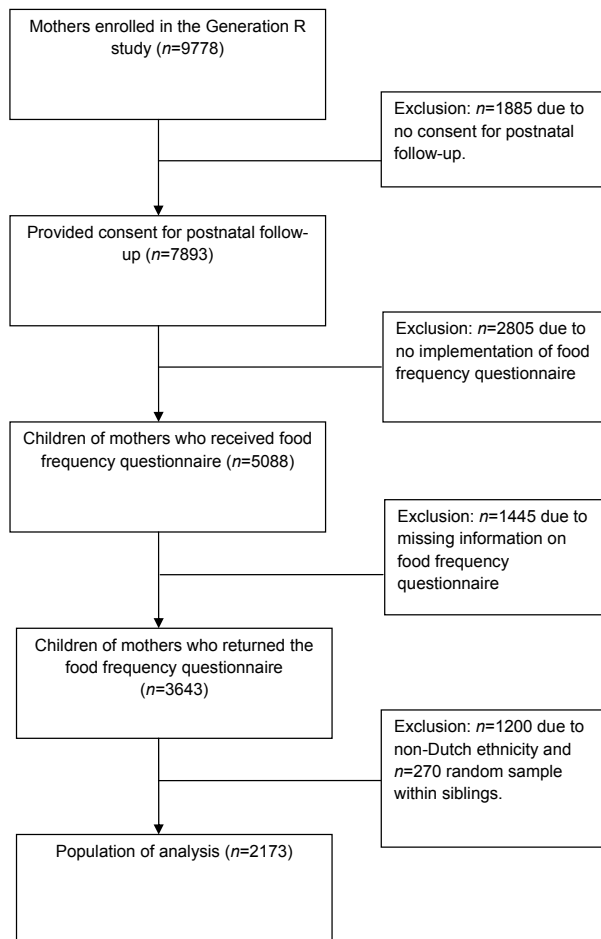 Mothers enrolled in the Generation R
study (n=9778)
Exclusion: n=1885 due to
no consent for postnatal
follow-up.
Provided consent for postnatal follow-
up (n=7893)
Exclusion: n=2805 due to
no implementation of food
frequency questionnaire
Children of mothers who received food
frequency questionnaire (n=5088)
Exclusion: n=1445 due to
missing information on
food frequency
questionnaire
Children of mothers who returned the
food frequency questionnaire
(n=3643)
Exclusion: n=1200 due to
non-Dutch ethnicity and
n=270 random sample
within siblings.
Population of analysis (n=2173)